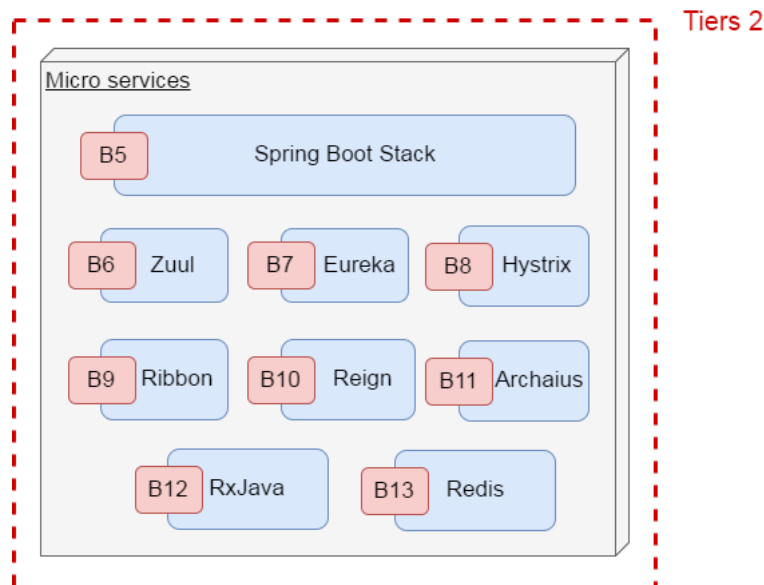 Tiers 2
Micro services
B5 Spring Boot Stack
B6 Zuul B7 Eureka B8 Hystrix
B9 Ribbon B10 Reign B11 Archaius
B12 RxJava B13 Redis